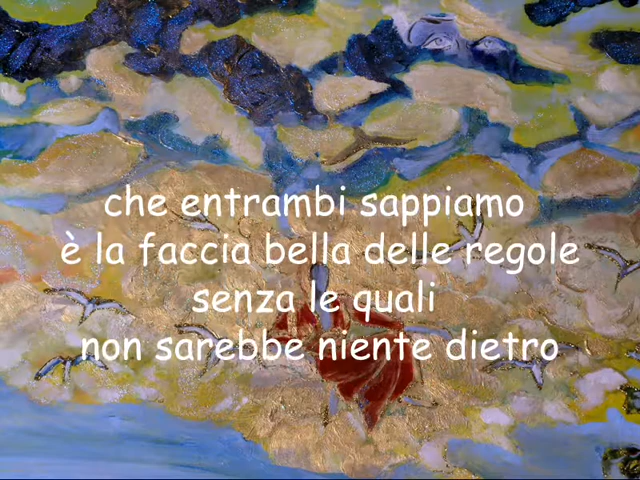 che entrambi sappiamo
è la faccia bella delle regole
senza le quali
non sarebbe niente dietro